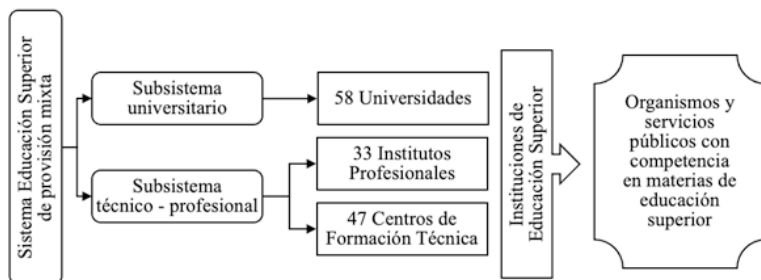 Sistema Educación Superior
de provisión mixta
Subsistema
universitario
58 Universidades
Subsistema
técnico - profesional
33 Institutos
Profesionales
47 Centros de
Formación Técnica
Instituciones de
Educación Superior
Organismos y
servicios
públicos con
competencia
en materias de
educación
superior